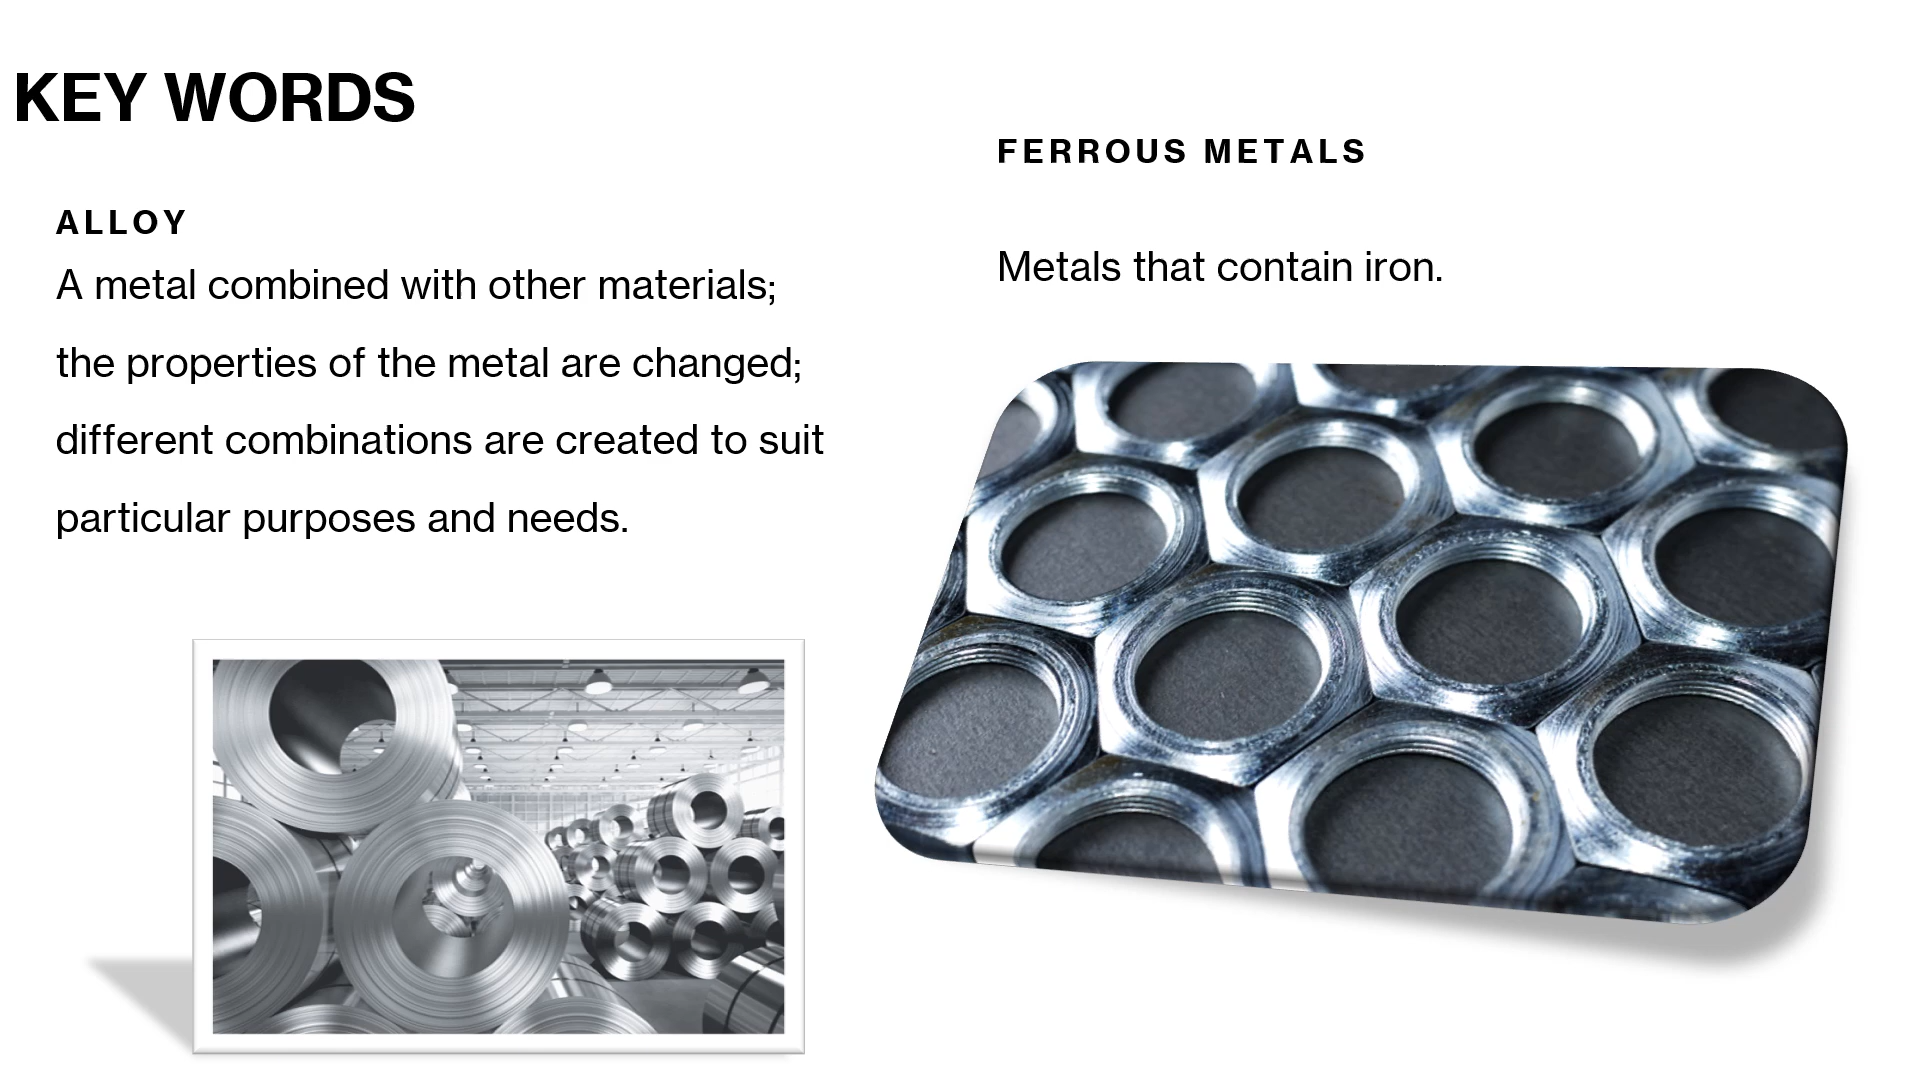 KEY WORDS
ALLOY
A metal combined with other materials;
the properties of the metal are changed;
different combinations are created to suit
particular purposes and needs.
FERROUS METALS
Metals that contain iron.